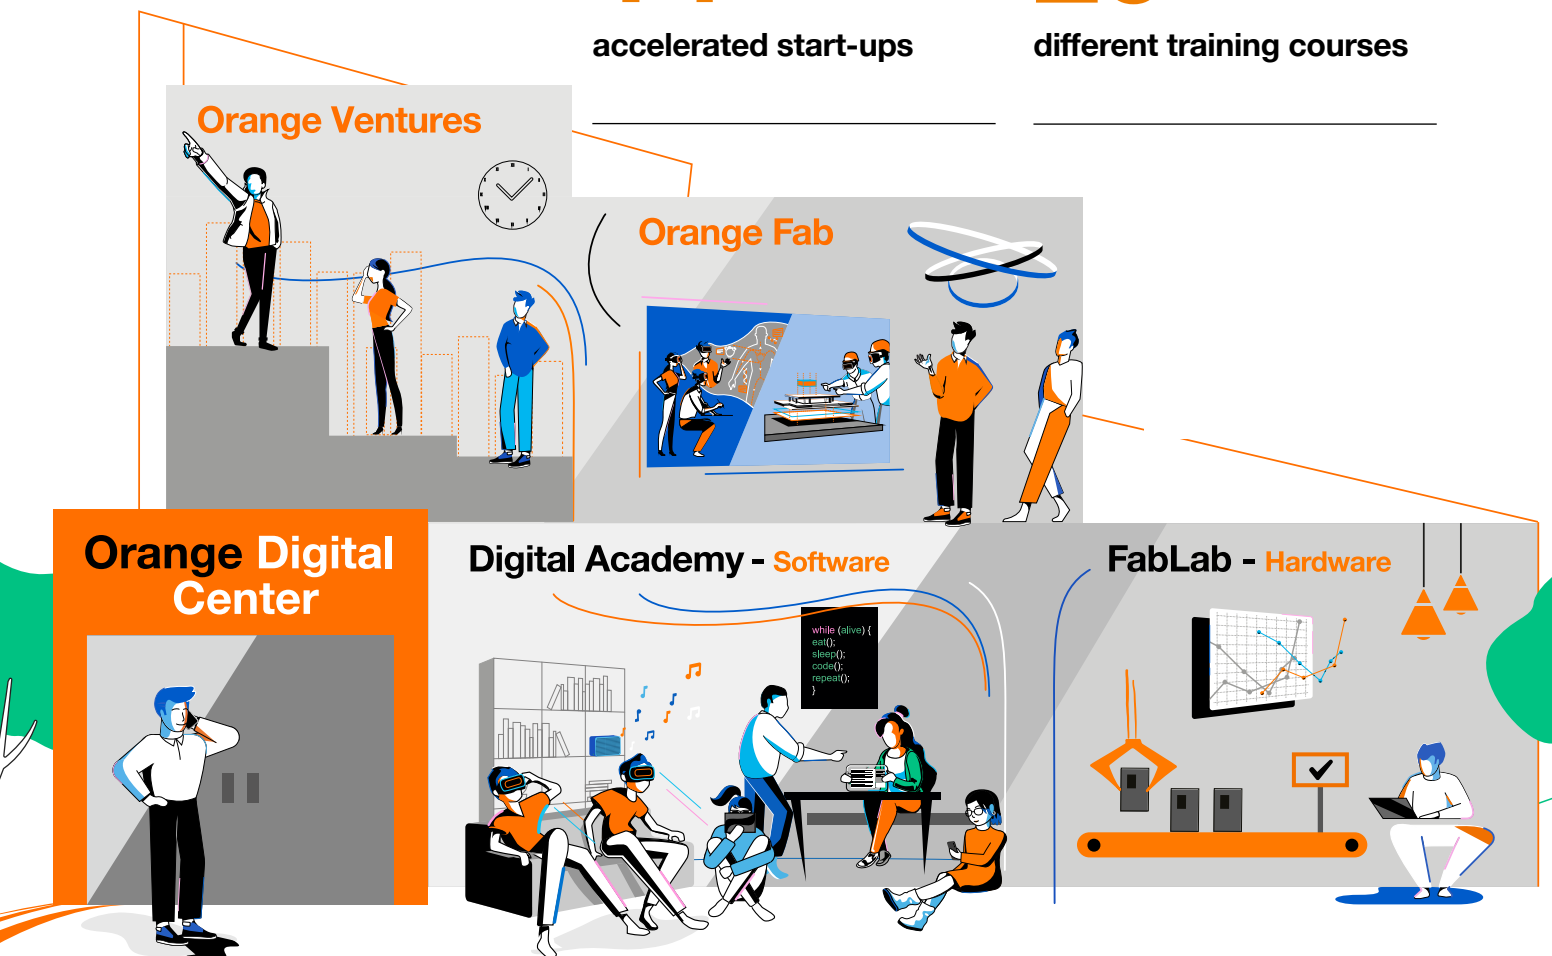 accelerated start-ups
different training courses
Orange Ventures
Orange Fab
Orange Digital
Center
Digital Academy - Software
FabLab - Hardware
while (alive) {
eat();
sleep();
code();
repeat();
}